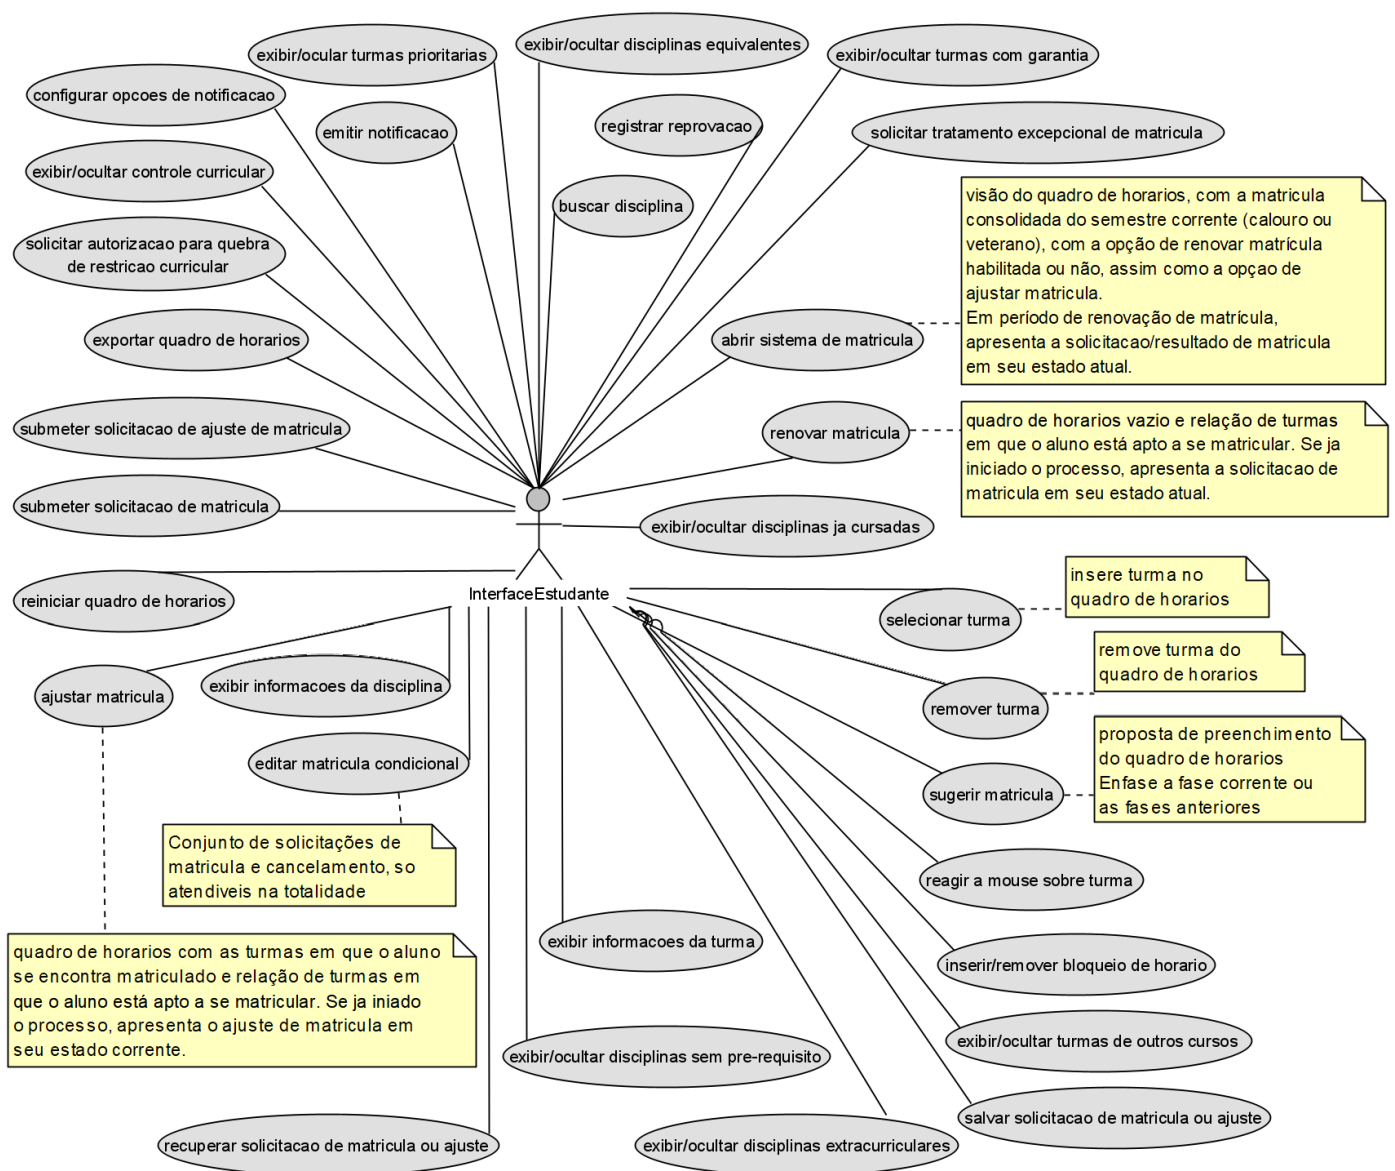 exibir/ocultar disciplinas equivalentes
exibir/ocular turmas prioritarias
exibir/ocultar turmas com garantia
configurar opcoes de notificacao
emitir notificacao
registrar reprovacao
solicitar tratamento excepcional de matricula
exibir/ocultar controle curricular
buscar disciplina
visão do quadro de horarios, com a matricula
consolidada do semestre corrente (calouro ou
veterano), com a opção de renovar matrícula
habilitada ou não, assim como a opçao de
ajustar matricula.
Em período de renovação de matrícula,
apresenta a solicitacao/resultado de matricula
em seu estado atual.
solicitar autorizacao para quebra
de restricao curricular
exportar quadro de horarios
abrir sistema de matricula
submeter solicitacao de ajuste de matricula
renovar matricula
quadro de horarios vazio e relação de turmas
em que o aluno está apto a se matricular. Se ja
iniciado o processo, apresenta a solicitacao de
matricula em seu estado atual.
submeter solicitacao de matricula
exibir/ocultar disciplinas ja cursadas
reiniciar quadro de horarios
InterfaceEstudante
selecionar turma
insere turma no
quadro de horarios
remove turma do
quadro de horarios
ajustar matricula
exibir informacoes da disciplina
remover turma
editar matricula condicional
sugerir matricula
proposta de preenchimento
do quadro de horarios
Enfase a fase corrente ou
as fases anteriores
Conjunto de solicitações de
matricula e cancelamento, so
atendiveis na totalidade
reagir a mouse sobre turma
quadro de horarios com as turmas em que o aluno
se encontra matriculado e relação de turmas em
que o aluno está apto a se matricular. Se ja iniado
o processo, apresenta o ajuste de matricula em
seu estado corrente.
exibir informacoes da turma
inserir/remover bloqueio de horario
exibir/ocultar disciplinas sem pre-requisito
exibir/ocultar turmas de outros cursos
salvar solicitacao de matricula ou ajuste
recuperar solicitacao de matricula ou ajuste
exibir/ocultar disciplinas extracurriculares